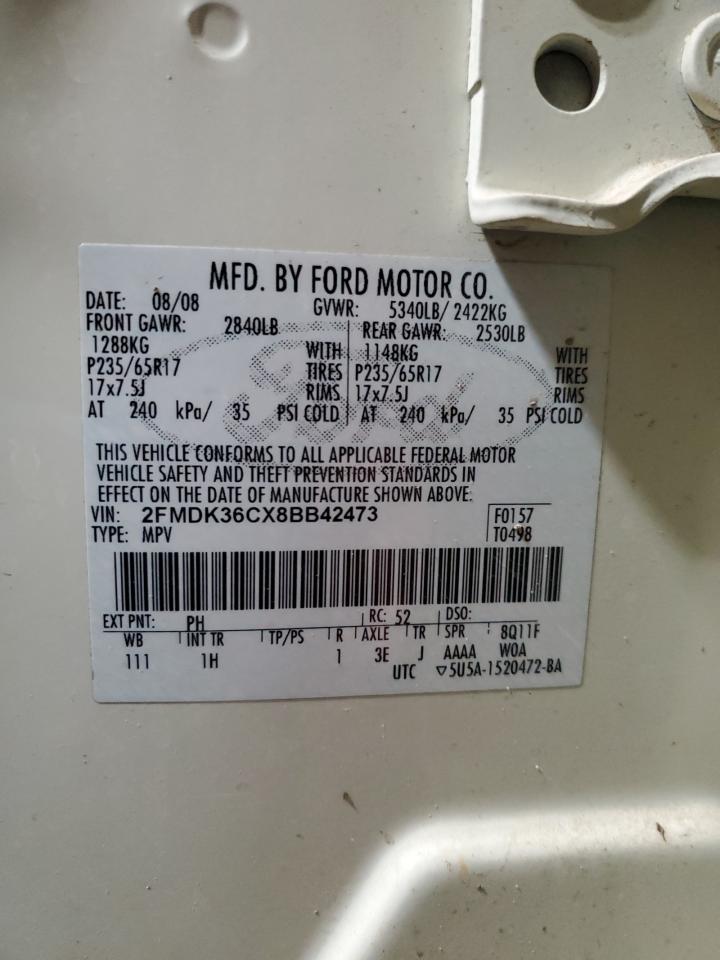 MFD. BY FORD MOTOR CO.
DATE: 08/08 GVWR: 5340LB/ 2422KG
FRONT GAWR: 2840LB REAR GAWR: 2530LB
1288KG WITH 1148KG WITH
P235/65R17 TIRES P235/65R17 TIRES
17x7.5J RIMS 17x7.5J RIMS
AT 240 kPa/ 35 PSI COLD AT 240 kPa/ 35 PSI COLD
THIS VEHICLE CONFORMS TO ALL APPLICABLE FEDERAL MOTOR
VEHICLE SAFETY AND THEFT PREVENTION STANDARDS IN
EFFECT ON THE DATE OF MANUFACTURE SHOWN ABOVE.
VIN: 2FMDK36CX8BB42473 F0157
TYPE: MPV T0498
EXT PNT: PH RC: 52 DSO:
WB INT TR TP/PS R AXLE TR SPR 8Q11F
111 1H 1 3E J AAAA W0A
UTC ▽5U5A-1520472-BA
Ford